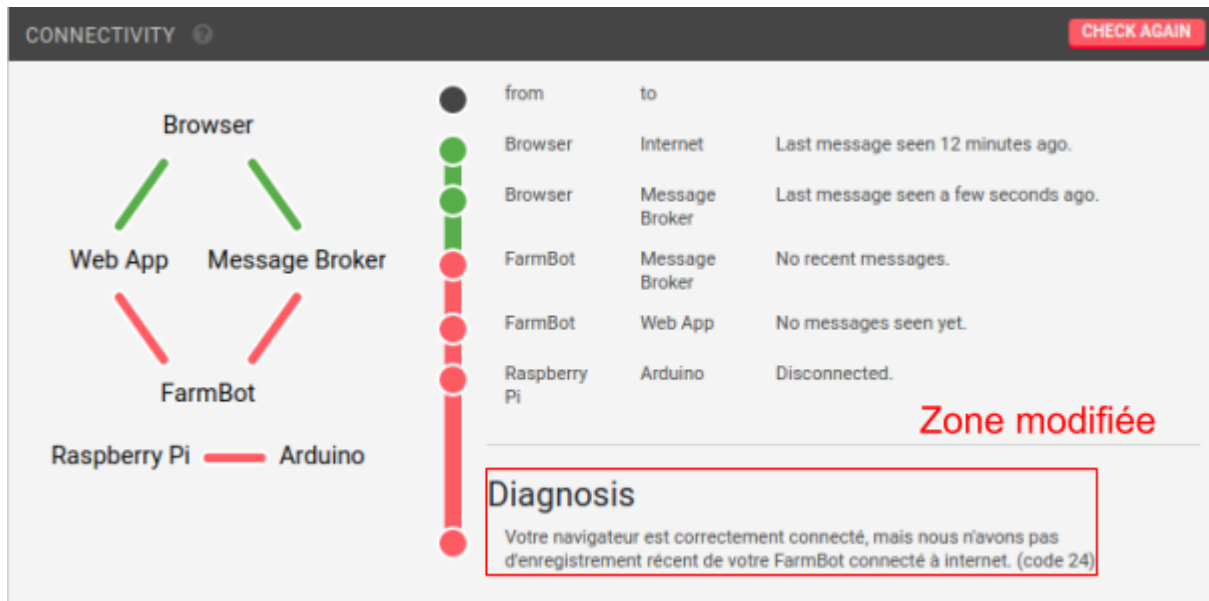 CONNECTIVITY ?
CHECK AGAIN
Browser
Web App
Message Broker
FarmBot
Raspberry Pi
Arduino
from to
Browser Internet Last message seen 12 minutes ago.
Browser Message Last message seen a few seconds ago.
Broker
FarmBot Message No recent messages.
Broker
FarmBot Web App No messages seen yet.
Raspberry Arduino Disconnected.
Pi
Zone modifiée
Diagnosis
Votre navigateur est correctement connecté, mais nous n'avons pas
d'enregistrement récent de votre FarmBot connecté à internet. (code 24)